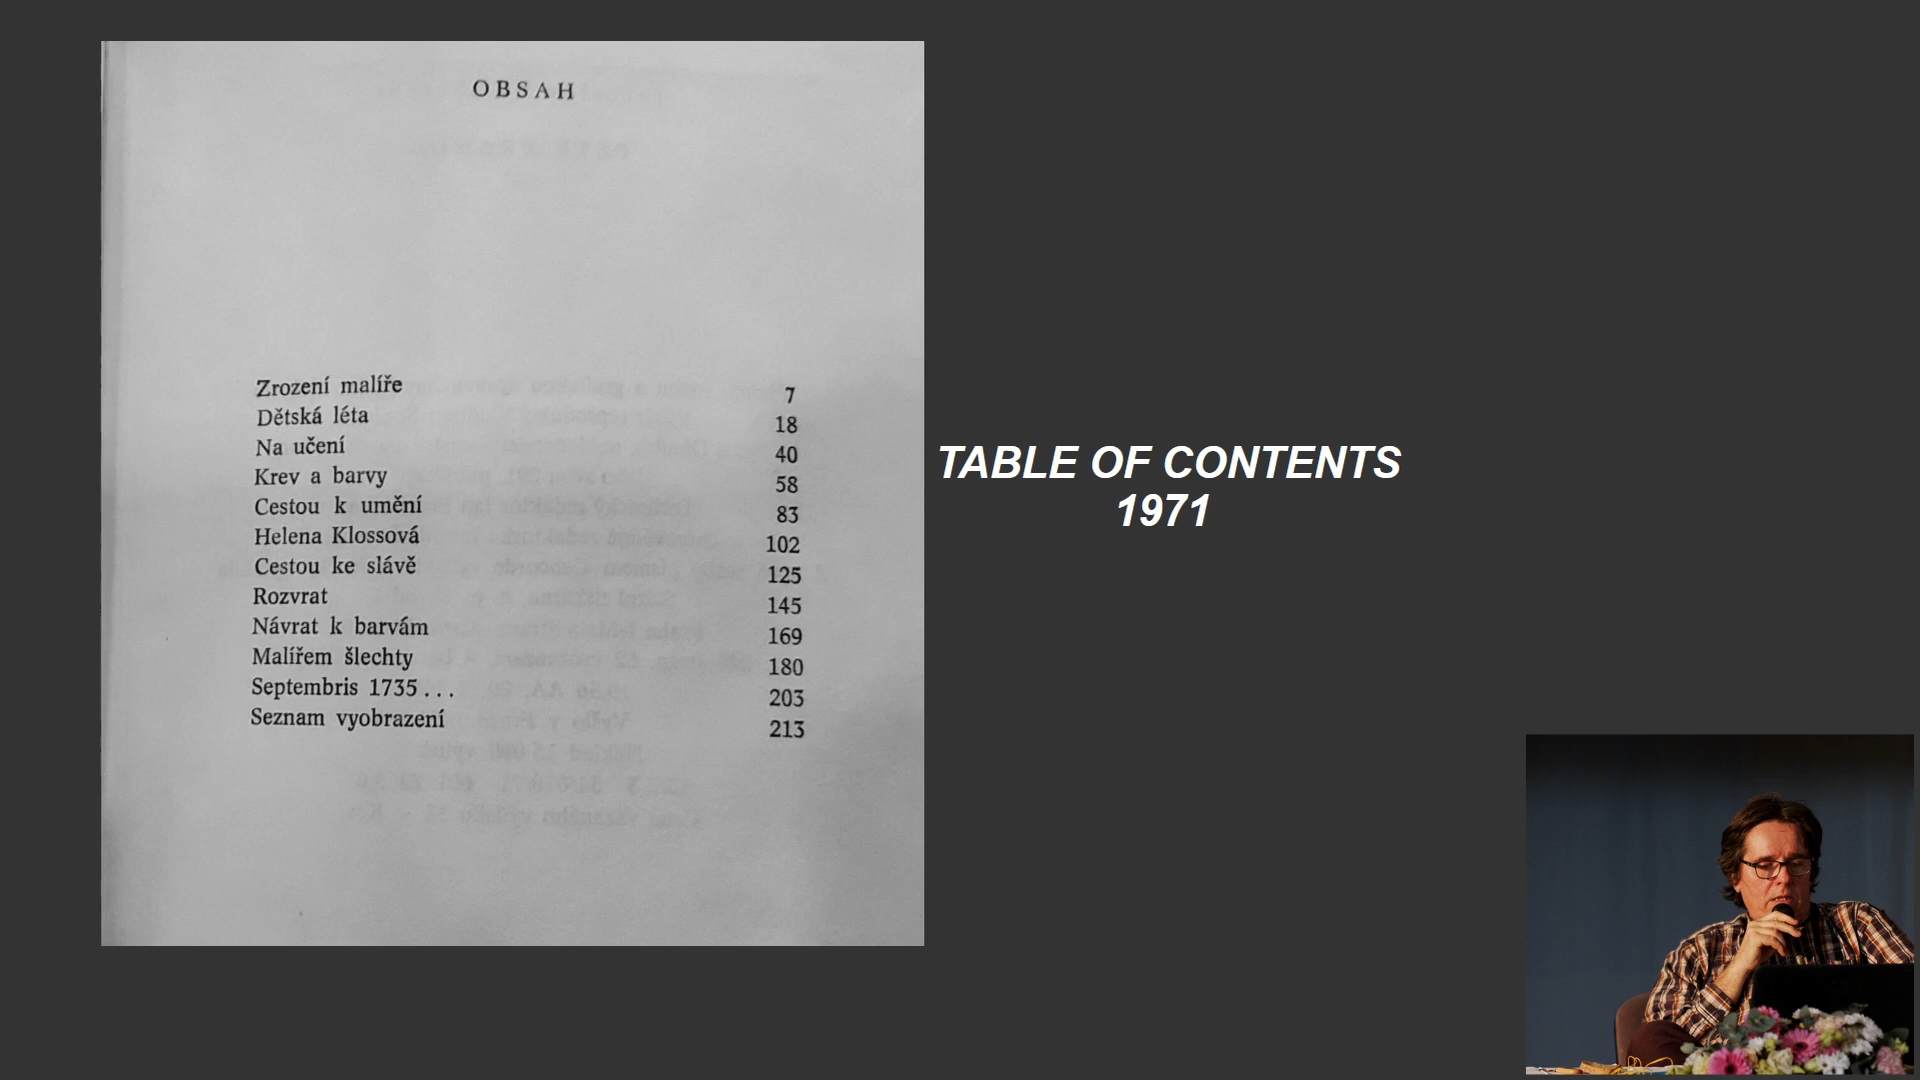 OBSAH
Zrození malíře 7
Dětská léta 18
Na učení 40
Krev a barvy 58
Cestou k umění 83
Helena Klossová 102
Cestou ke slávě 125
Rozvrat 145
Návrat k barvám 169
Malířem šlechty 180
Septembris 1735... 203
Seznam vyobrazení 213
TABLE OF CONTENTS
1971